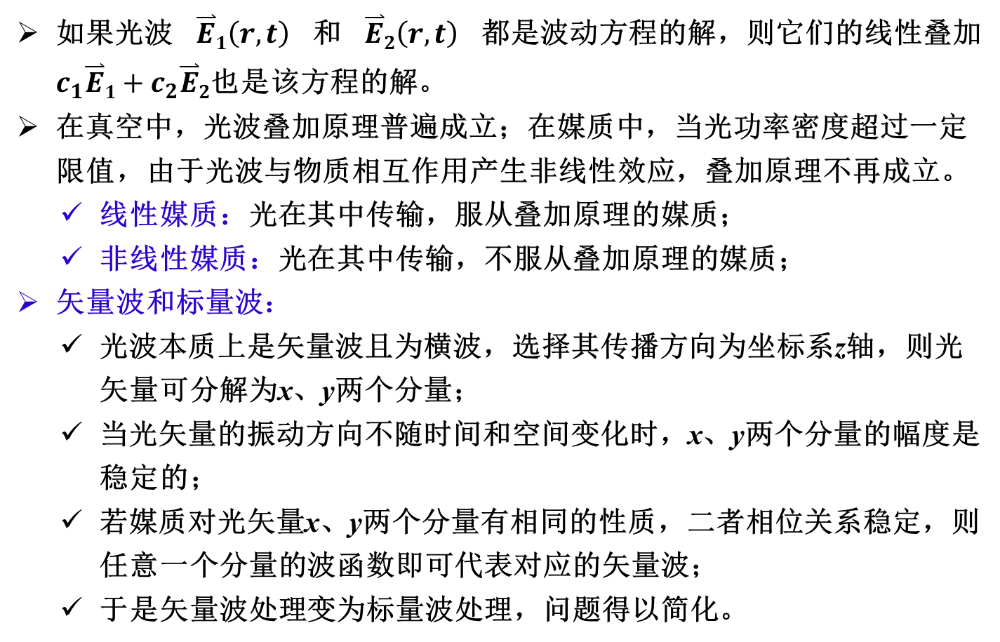 ➢ 如果光波 $\vec{E}_1(r,t)$ 和 $\vec{E}_2(r,t)$ 都是波动方程的解，则它们的线性叠加
$c_1\vec{E}_1 + c_2\vec{E}_2$也是该方程的解。
➢ 在真空中，光波叠加原理普遍成立；在媒质中，当光功率密度超过一定
限值，由于光波与物质相互作用产生非线性效应，叠加原理不再成立。
✓ 线性媒质：光在其中传输，服从叠加原理的媒质；
✓ 非线性媒质：光在其中传输，不服从叠加原理的媒质；
➢ 矢量波和标量波：
✓ 光波本质上是矢量波且为横波，选择其传播方向为坐标系z轴，则光
矢量可分解为x、y两个分量；
✓ 当光矢量的振动方向不随时间和空间变化时，x、y两个分量的幅度是
稳定的；
✓ 若媒质对光矢量x、y两个分量有相同的性质，二者相位关系稳定，则
任意一个分量的波函数即可代表对应的矢量波；
✓ 于是矢量波处理变为标量波处理，问题得以简化。